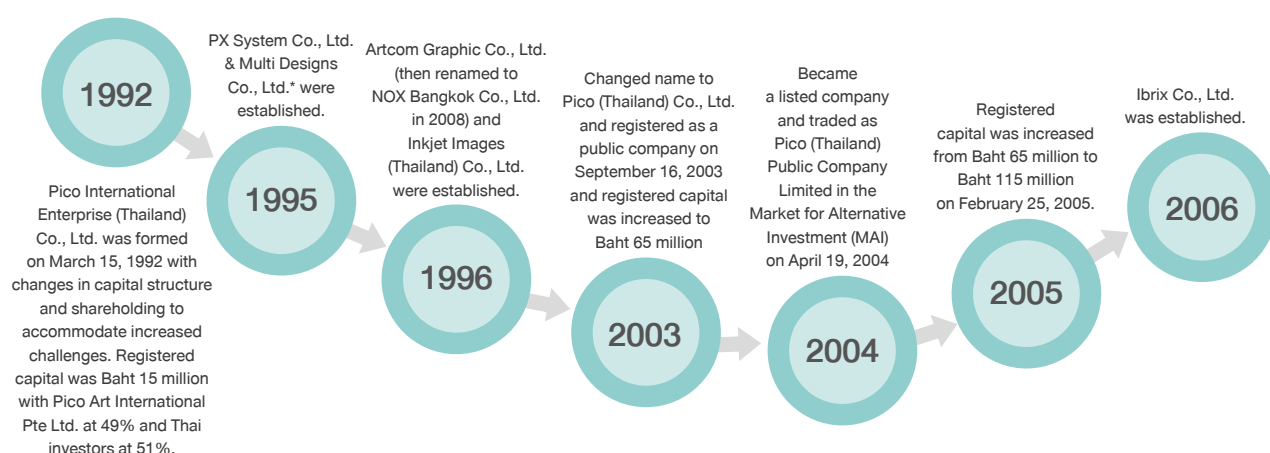 1992
Pico International
Enterprise (Thailand)
Co., Ltd. was formed
on March 15, 1992 with
changes in capital structure
and shareholding to
accommodate increased
challenges. Registered
capital was Baht 15 million
with Pico Art International
Pte Ltd. at 49% and Thai
investors at 51%.
PX System Co., Ltd.
& Multi Designs
Co., Ltd.* were
established.
1995
Artcom Graphic Co., Ltd.
(then renamed to
NOX Bangkok Co., Ltd.
in 2008) and
Inkjet Images
(Thailand) Co., Ltd.
were established.
1996
Changed name to
Pico (Thailand) Co., Ltd.
and registered as a
public company on
September 16, 2003
and registered capital
was increased to
Baht 65 million
2003
Became
a listed company
and traded as
Pico (Thailand)
Public Company
Limited in the
Market for Alternative
Investment (MAI)
on April 19, 2004
2004
Registered
capital was increased
from Baht 65 million to
Baht 115 million
on February 25, 2005.
2005
Ibrix Co., Ltd.
was established.
2006